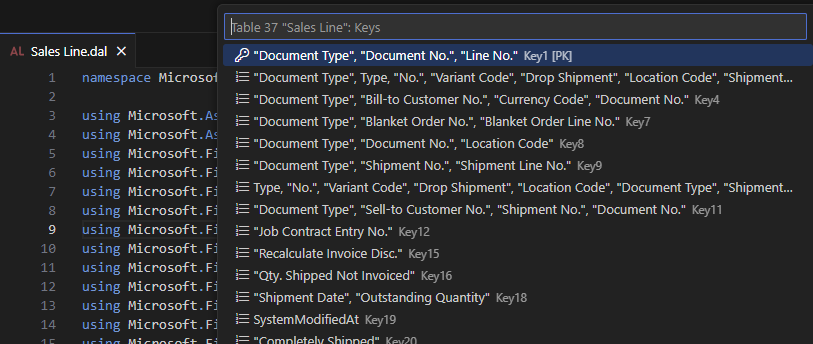 Table 37 "Sales Line": Keys
AL Sales Line.dal
"Document Type", "Document No.", "Line No." Key1 [PK]
"Document Type", Type, "No.", "Variant Code", "Drop Shipment", "Location Code", "Shipment...
"Document Type", "Bill-to Customer No.", "Currency Code", "Document No." Key4
"Document Type", "Blanket Order No.", "Blanket Order Line No." Key7
"Document Type", "Document No.", "Location Code" Key8
"Document Type", "Shipment No.", "Shipment Line No." Key9
Type, "No.", "Variant Code", "Drop Shipment", "Location Code", "Document Type", "Shipment...
"Document Type", "Sell-to Customer No.", "Shipment No.", "Document No." Key11
"Job Contract Entry No." Key12
"Recalculate Invoice Disc." Key15
"Qty. Shipped Not Invoiced" Key16
"Shipment Date", "Outstanding Quantity" Key18
SystemModifiedAt Key19
"Completely Shipped" Key20
1 namespace Microsof
2
3 using Microsoft.As
4 using Microsoft.As
5 using Microsoft.Fi
6 using Microsoft.Fi
7 using Microsoft.Fi
8 using Microsoft.Fi
9 using Microsoft.Fi
10 using Microsoft.Fi
11 using Microsoft.Fi
12 using Microsoft.Fi
13 using Microsoft.Fi
14 using Microsoft.Fi
15 using Microsoft.Fi